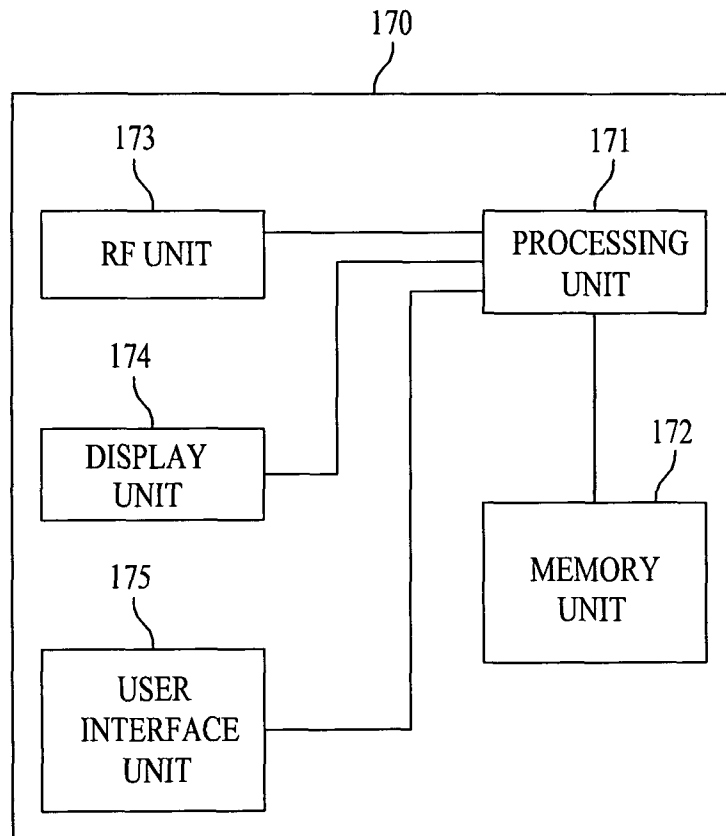 170
173
RF UNIT
171
PROCESSING
UNIT
174
DISPLAY
UNIT
172
MEMORY
UNIT
175
USER
INTERFACE
UNIT